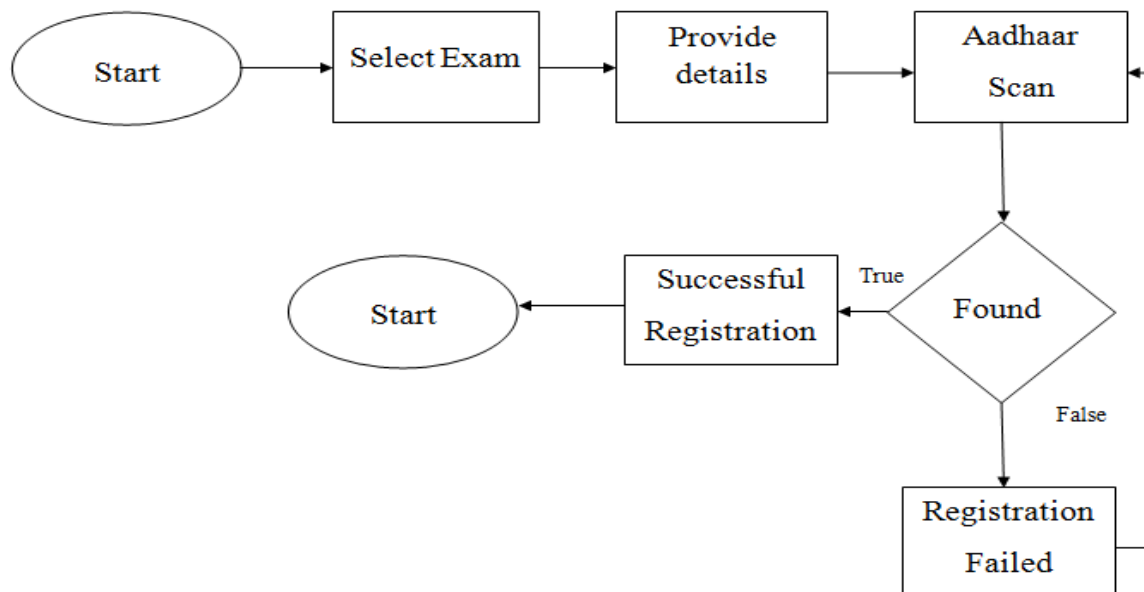 Start
Select Exam
Provide
details
Aadhaar
Scan
Found
True
False
Successful
Registration
Start
Registration
Failed